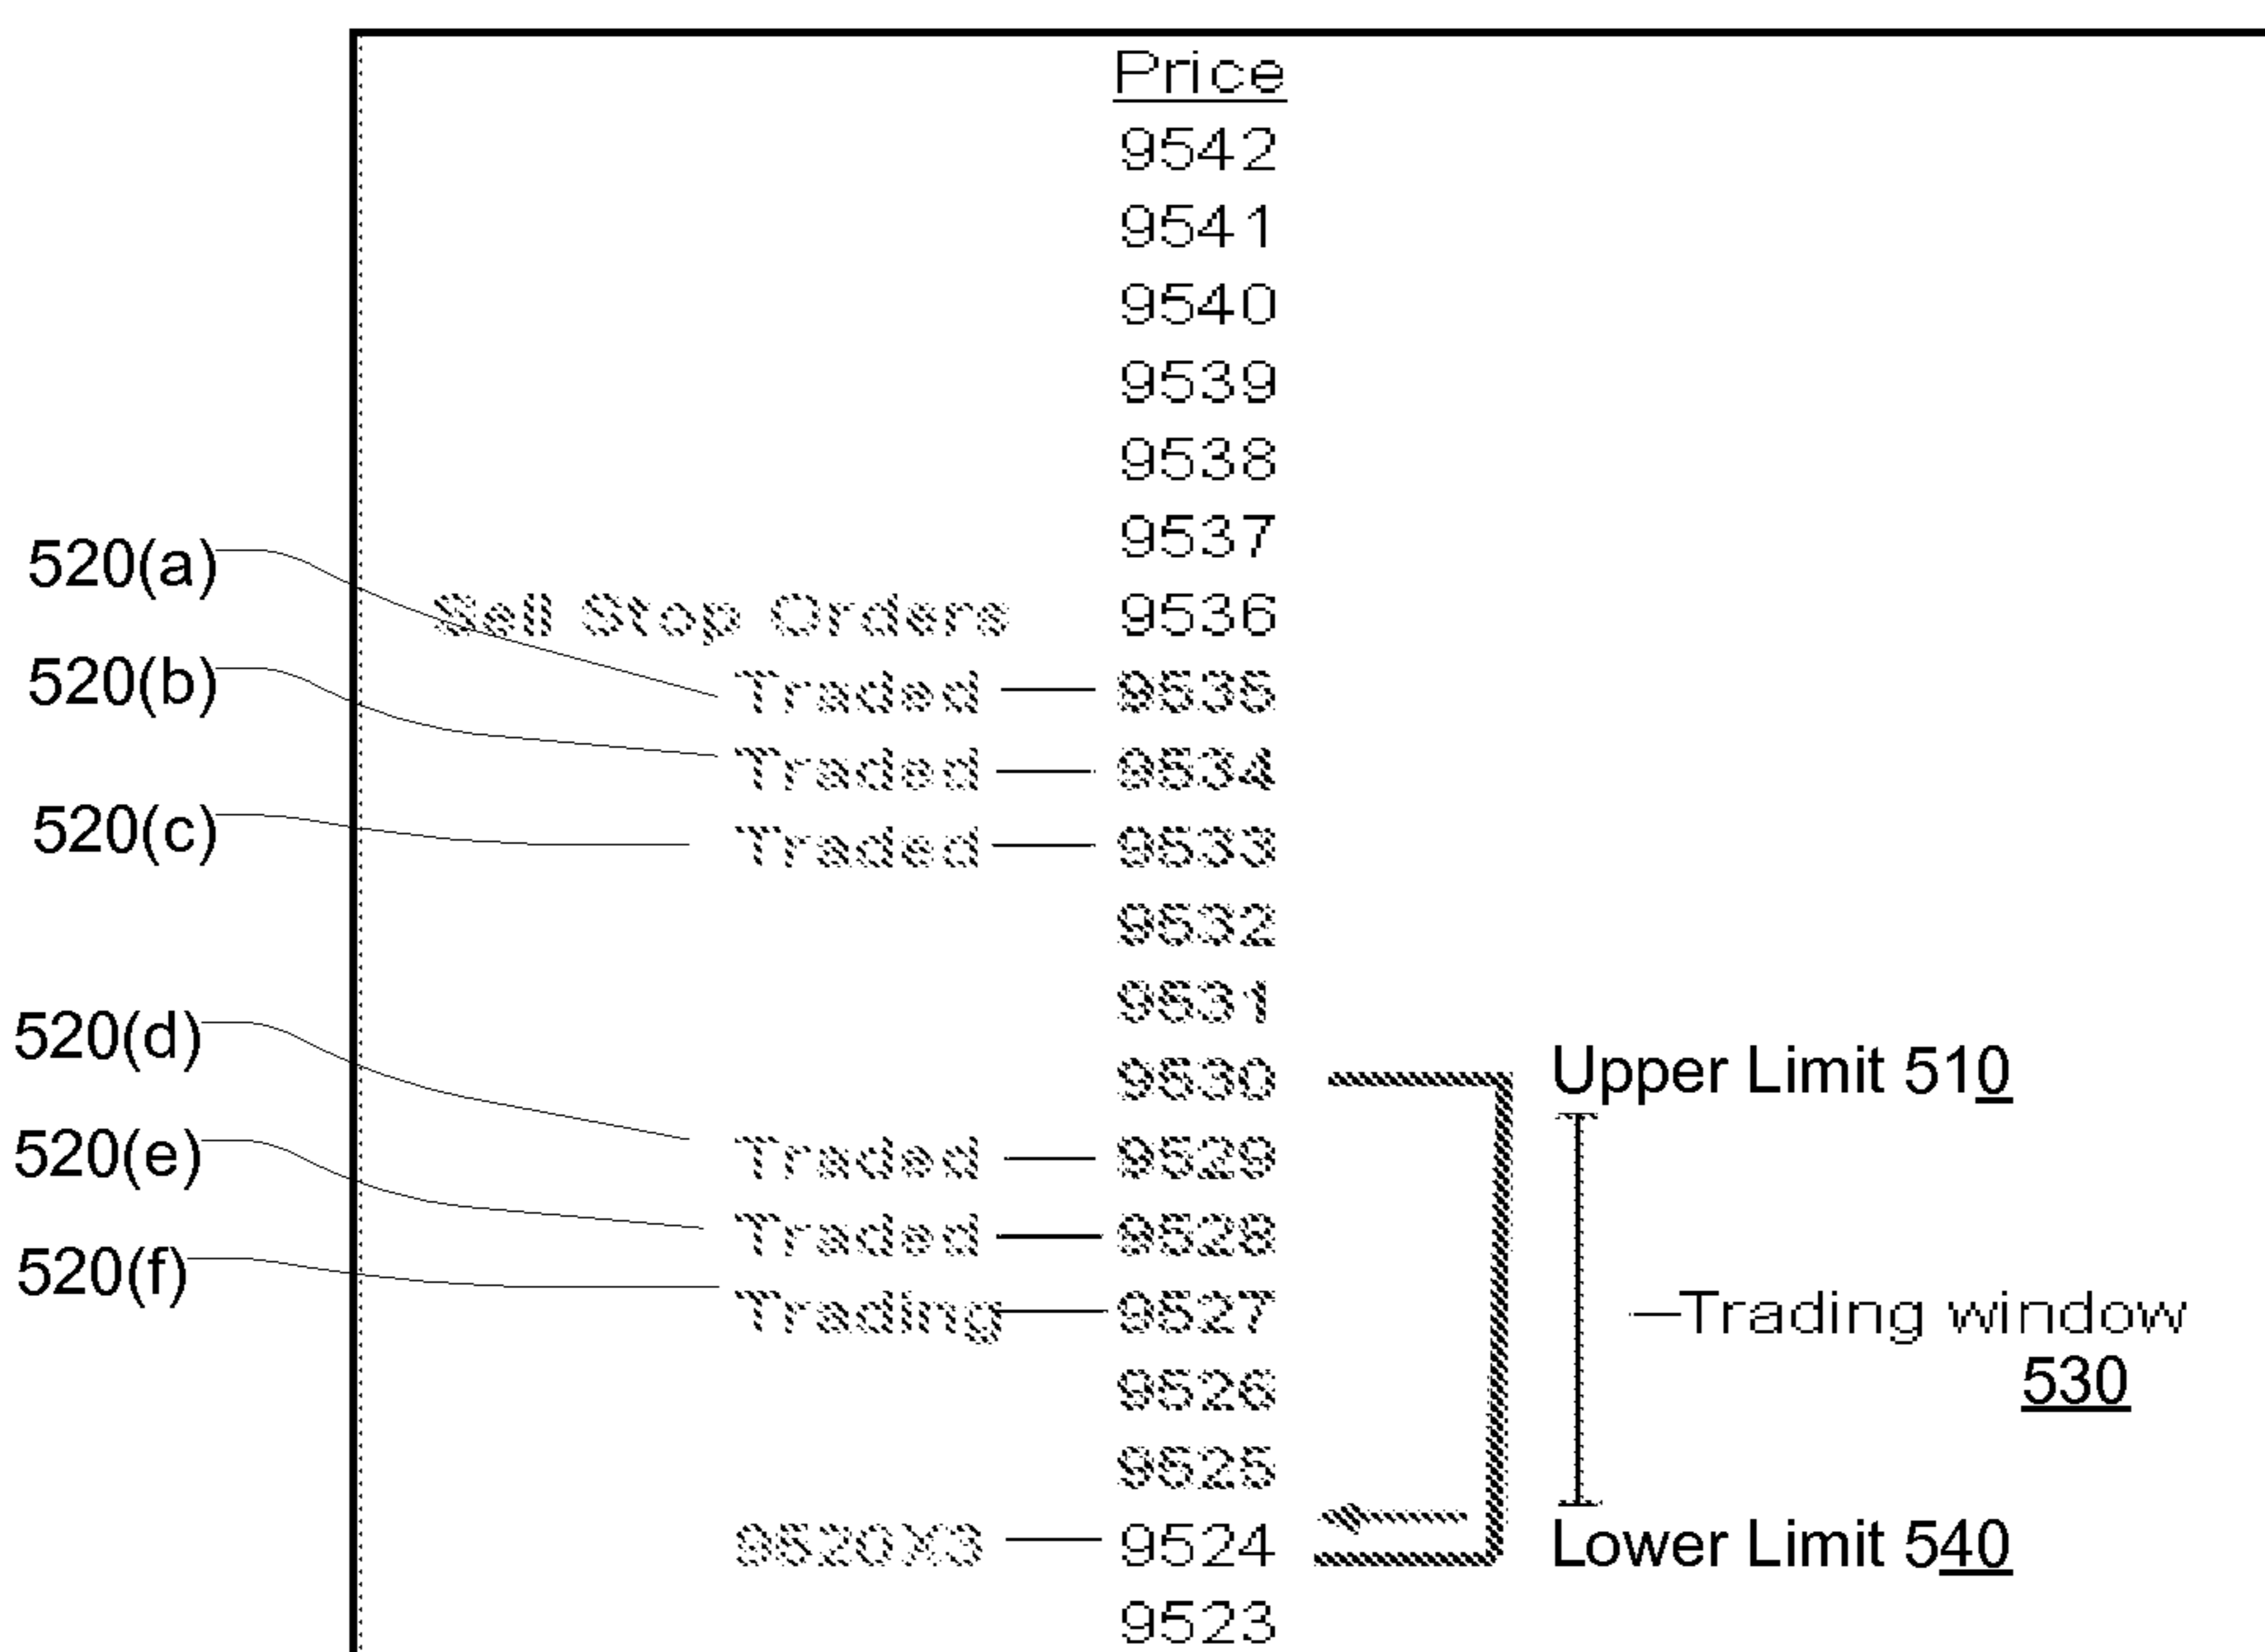 Price
9542
9541
9540
9539
9538
9537
520(a)
Sell Stop Orders 9536
520(b) Traded 9535
Traded 9534
520(c) Traded 9533
9532
9531
520(d)
9530 Upper Limit 510
520(e) Traded 9529
Traded 9528
520(f) Trading 9527 Trading window
9526 530
9525
9520X3 9524 Lower Limit 540
9523